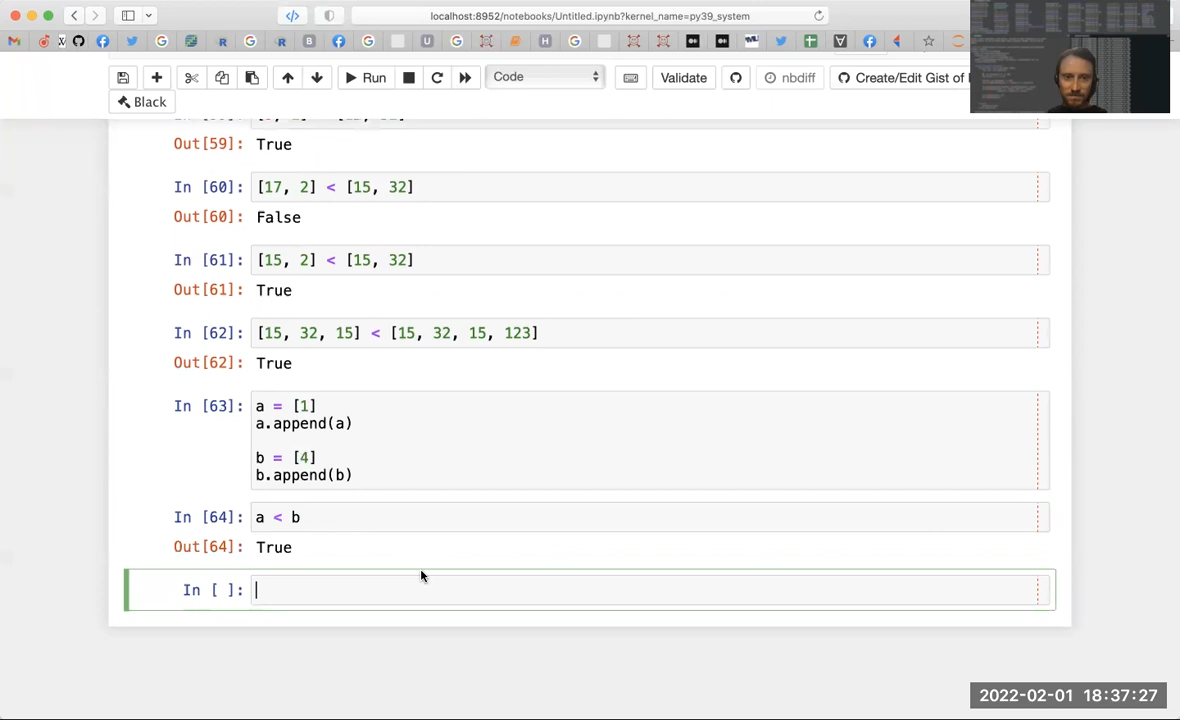 localhost:8952/notebooks/Untitled.ipynb?kernel_name=py39_system
Run
Code
Validate
nbdiff
Create/Edit Gist of
Black
Out[59]: True
In [60]: [17, 2] < [15, 32]
Out[60]: False
In [61]: [15, 2] < [15, 32]
Out[61]: True
In [62]: [15, 32, 15] < [15, 32, 15, 123]
Out[62]: True
In [63]: a = [1]
a.append(a)
b = [4]
b.append(b)
In [64]: a < b
Out[64]: True
In [ ]:
2022-02-01 18:37:27